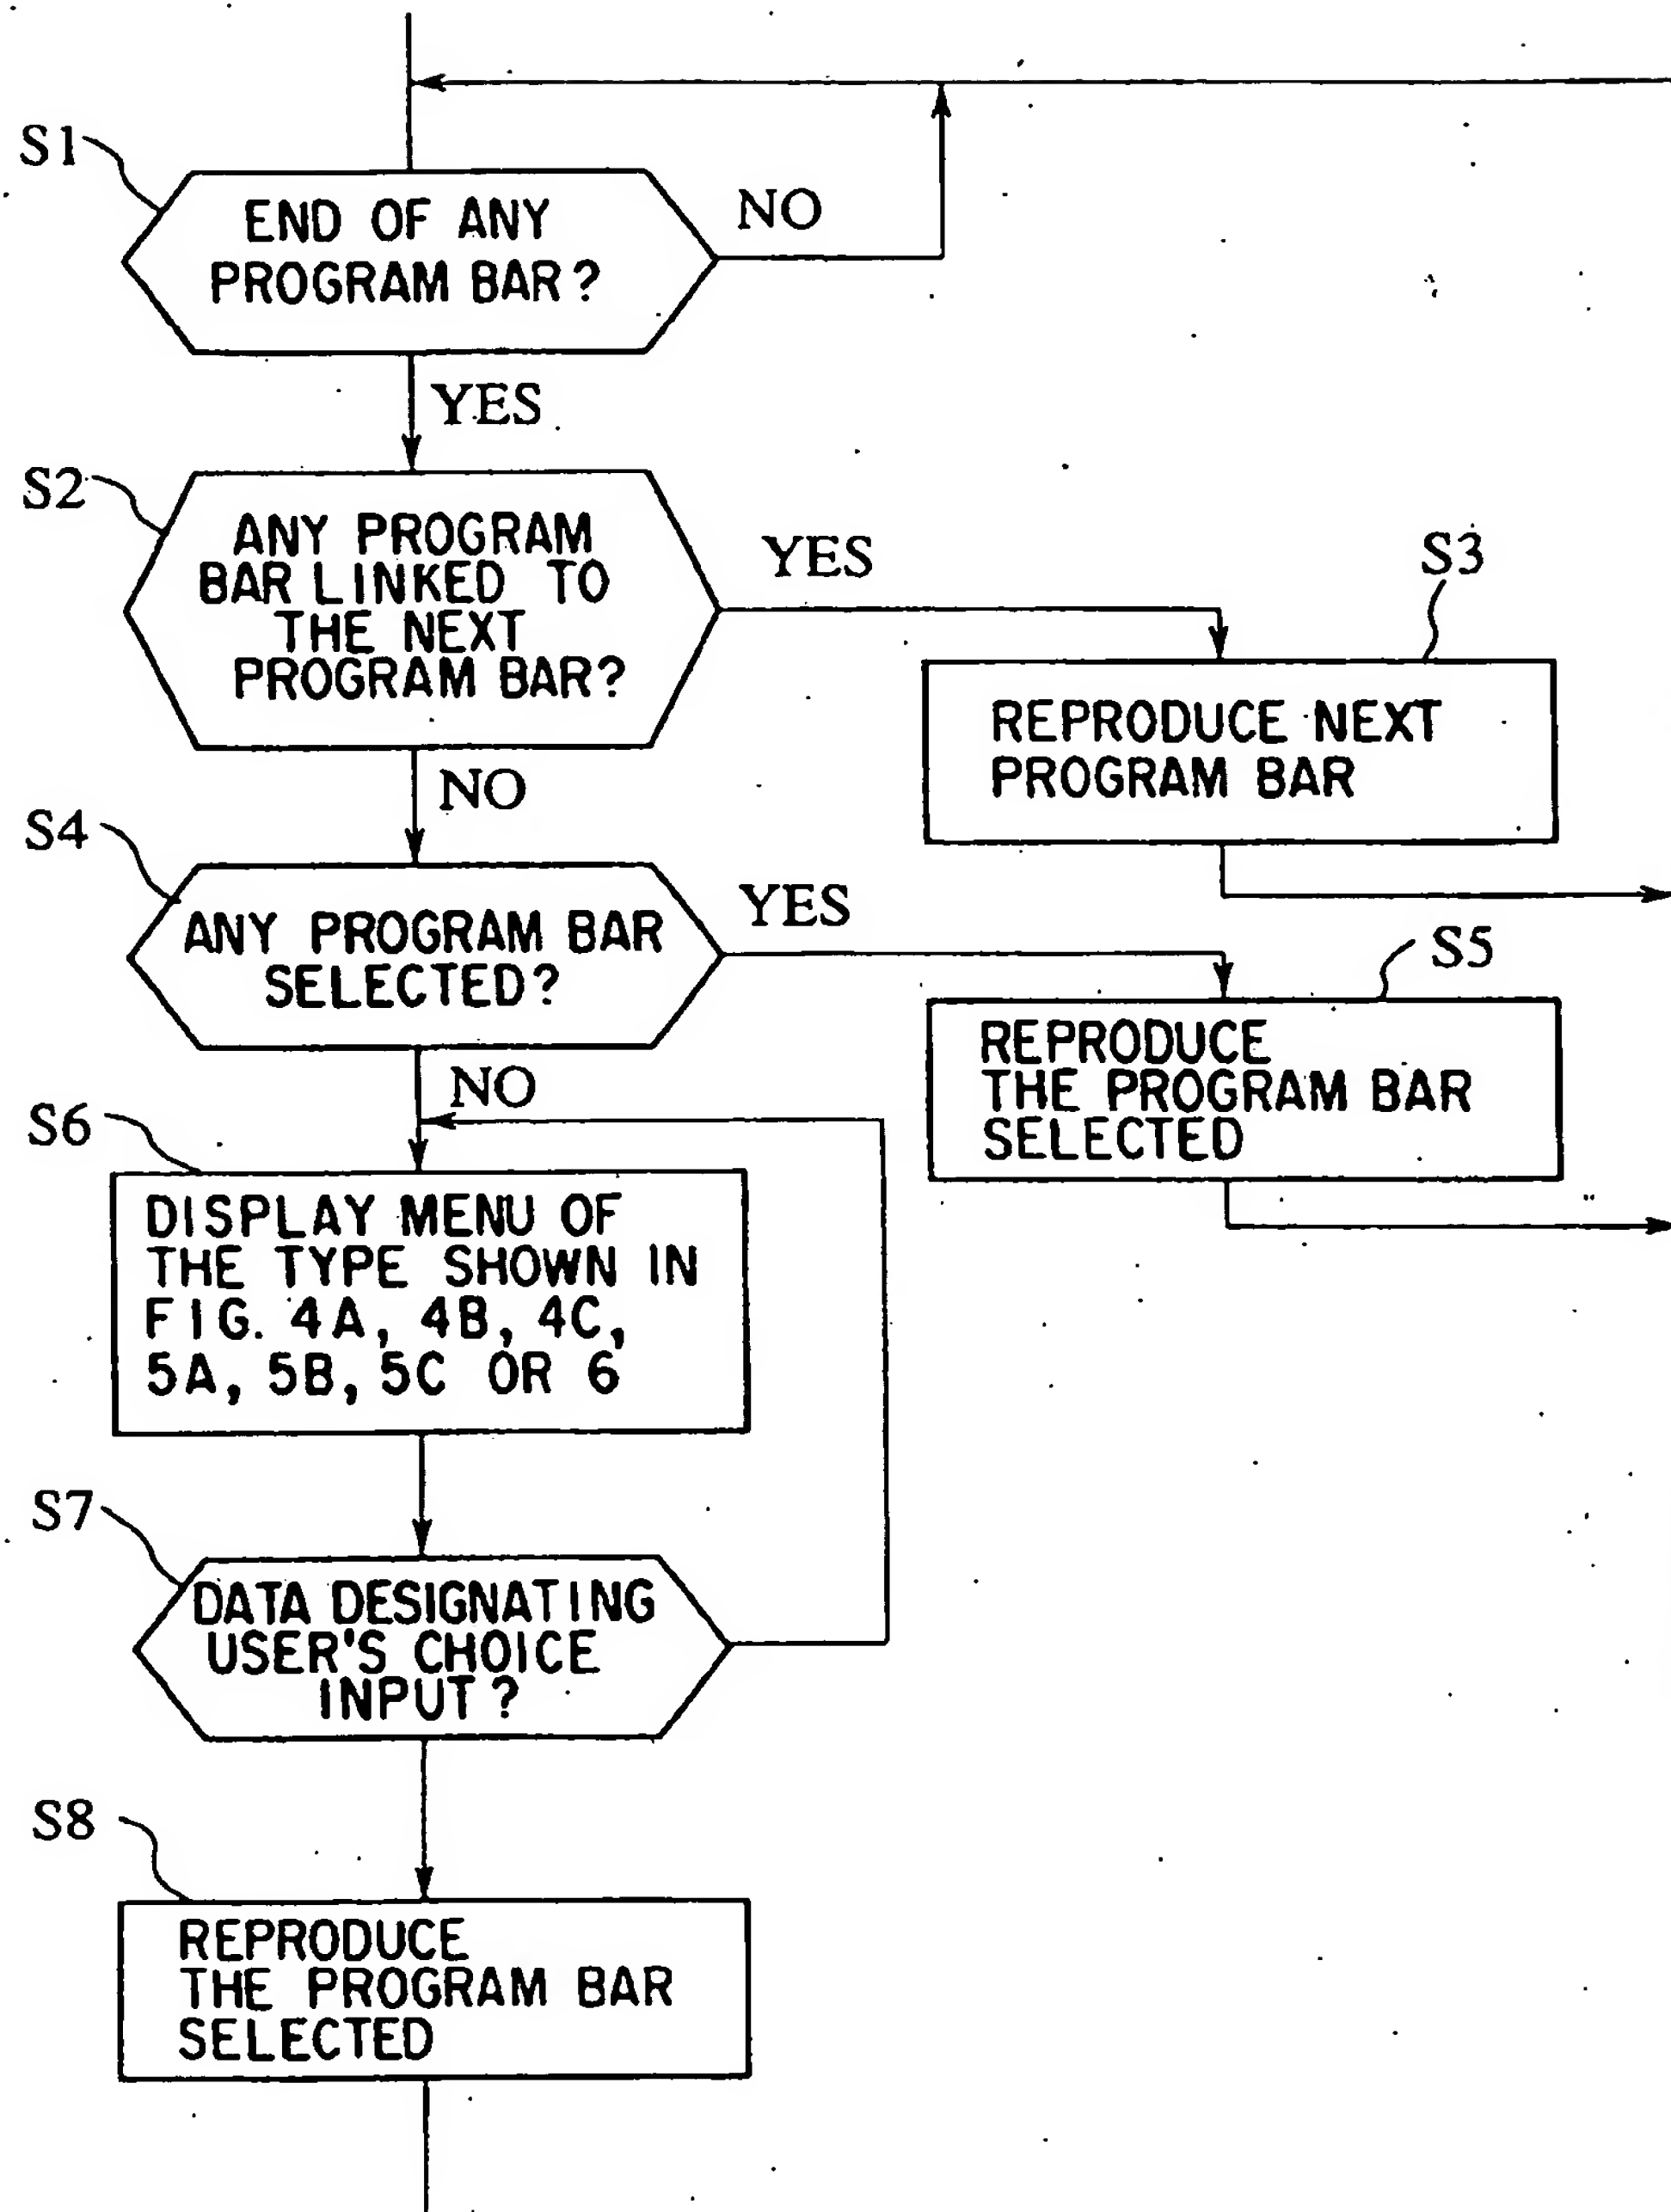 S1
END OF ANY
PROGRAM BAR?
NO
YES
S2
ANY PROGRAM
BAR LINKED TO
THE NEXT
PROGRAM BAR?
YES
S3
REPRODUCE NEXT
PROGRAM BAR
NO
S4
ANY PROGRAM BAR
SELECTED?
YES
S5
REPRODUCE
THE PROGRAM BAR
SELECTED
NO
S6
DISPLAY MENU OF
THE TYPE SHOWN IN
FIG. 4A, 4B, 4C,
5A, 5B, 5C OR 6
S7
DATA DESIGNATING
USER'S CHOICE
INPUT?
S8
REPRODUCE
THE PROGRAM BAR
SELECTED